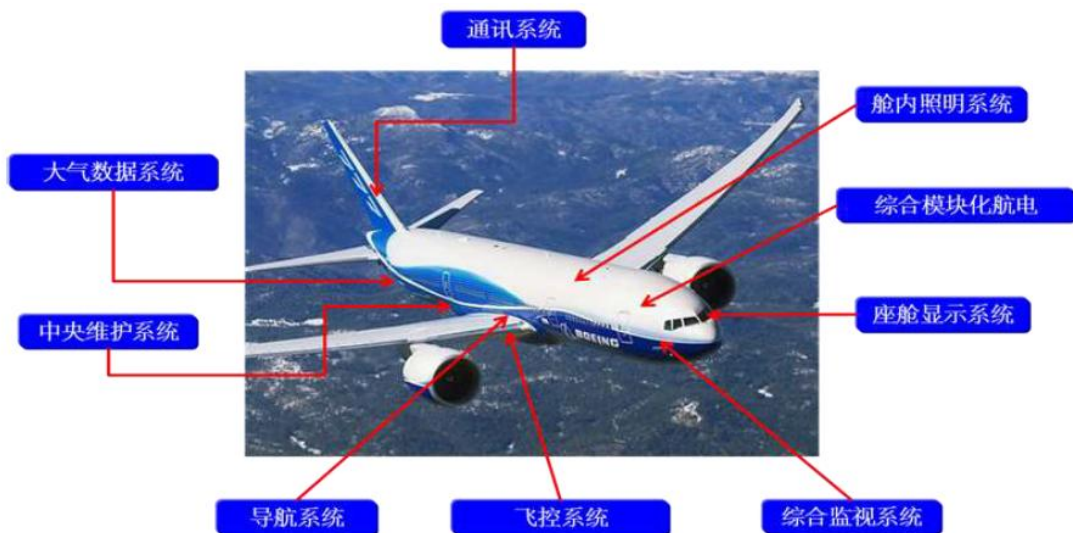 通讯系统
舱内照明系统
大气数据系统
综合模块化航电
座舱显示系统
中央维护系统
BOEING
导航系统
飞控系统
综合监视系统